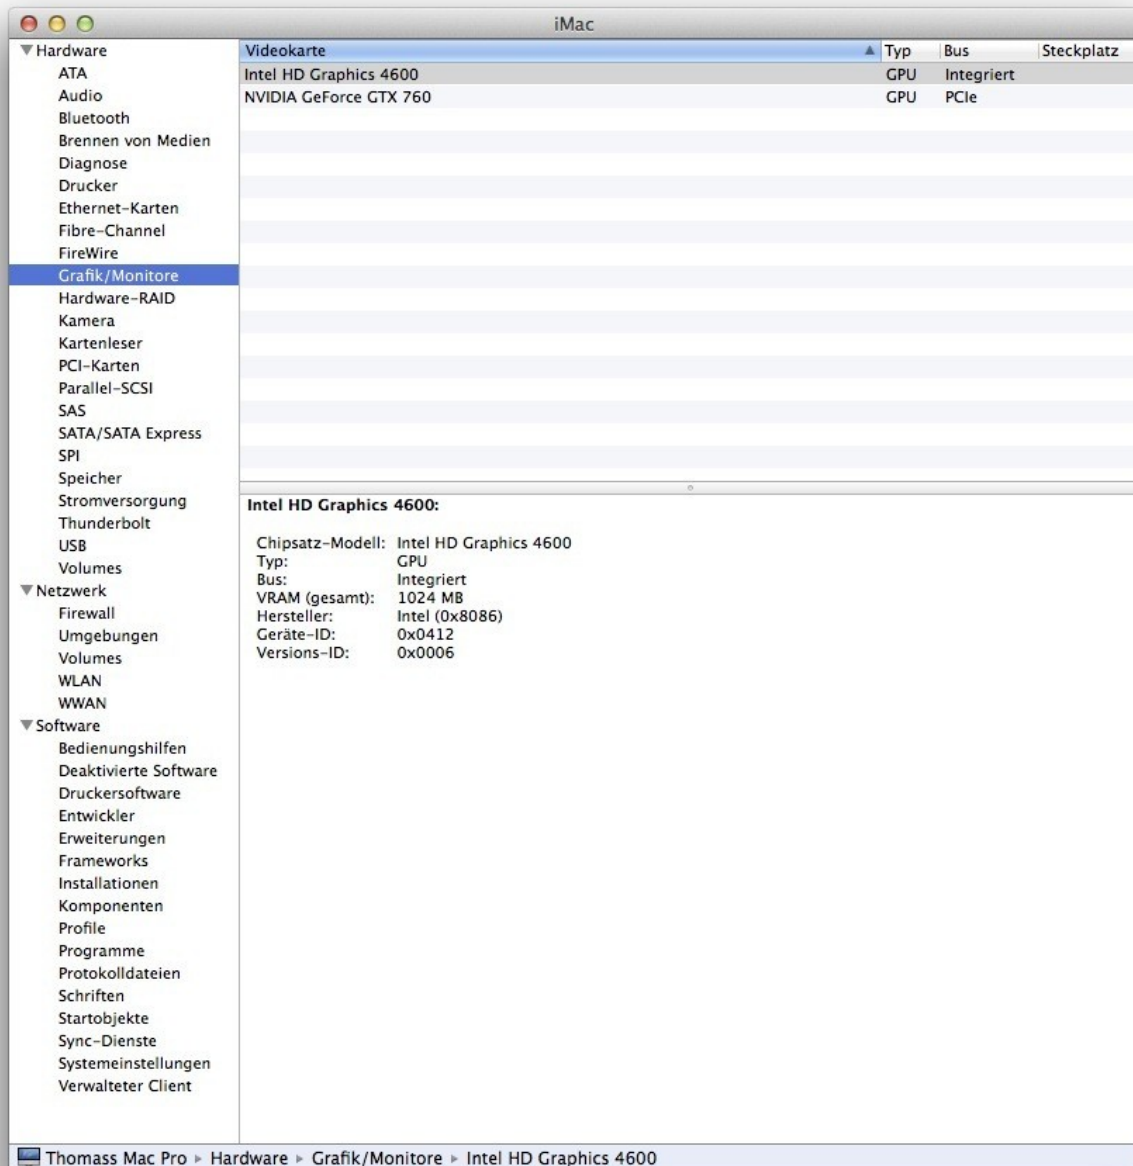 iMac
Hardware
ATA
Audio
Bluetooth
Brennen von Medien
Diagnose
Drucker
Ethernet-Karten
Fibre-Channel
FireWire
Grafik/Monitore
Hardware-RAID
Kamera
Kartenleser
PCI-Karten
Parallel-SCSI
SAS
SATA/SATA Express
SPI
Speicher
Stromversorgung
Thunderbolt
USB
Volumes
Netzwerk
Firewall
Umgebungen
Volumes
WLAN
WWAN
Software
Bedienungshilfen
Deaktivierte Software
Druckersoftware
Entwickler
Erweiterungen
Frameworks
Installationen
Komponenten
Profile
Programme
Protokolldateien
Schriften
Startobjekte
Sync-Dienste
Systemeinstellungen
Verwalteter Client
Videokarte Typ Bus Steckplatz
Intel HD Graphics 4600 GPU Integriert
NVIDIA GeForce GTX 760 GPU PCIe
Intel HD Graphics 4600:
Chipsatz-Modell: Intel HD Graphics 4600
Typ: GPU
Bus: Integriert
VRAM (gesamt): 1024 MB
Hersteller: Intel (0x8086)
Geräte-ID: 0x0412
Versions-ID: 0x0006
Thomass Mac Pro ▸ Hardware ▸ Grafik/Monitore ▸ Intel HD Graphics 4600